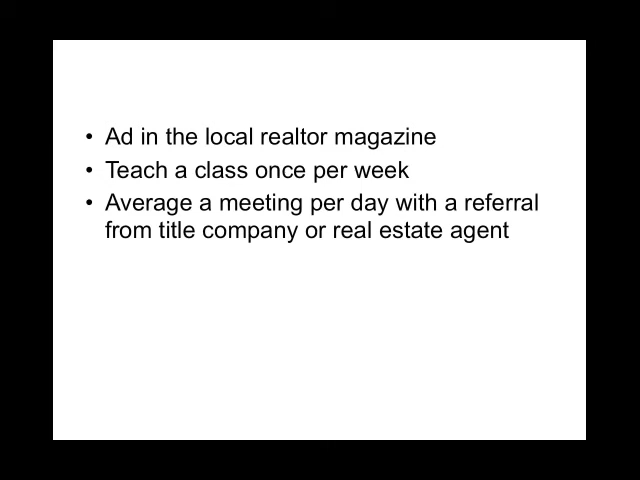 • Ad in the local realtor magazine
• Teach a class once per week
• Average a meeting per day with a referral
from title company or real estate agent